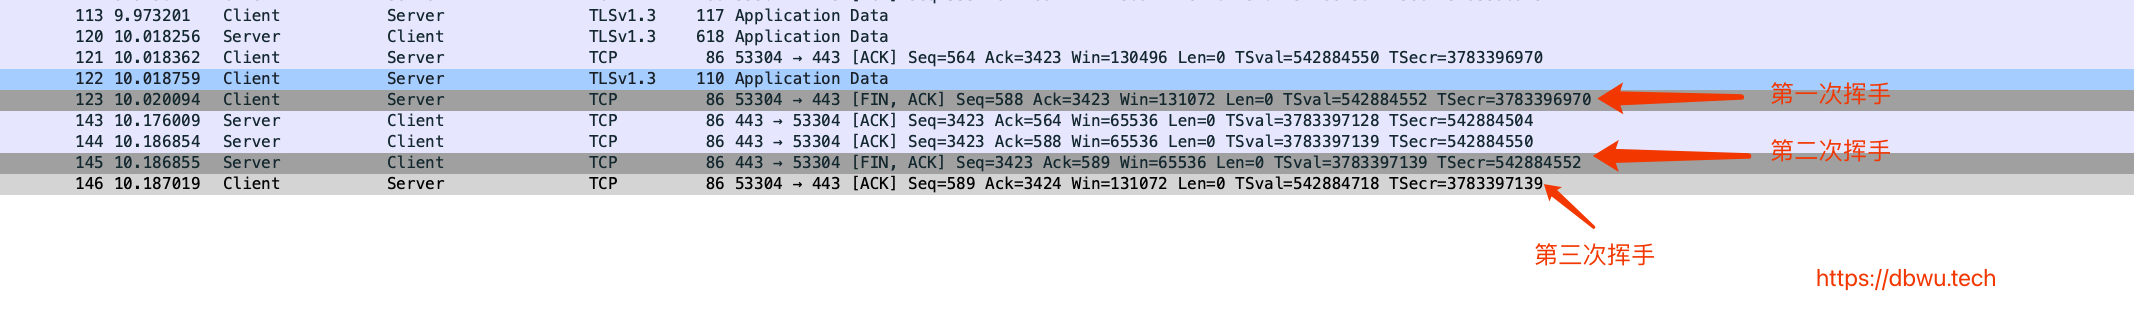 113 9.973201 Client Server TLSv1.3 117 Application Data
120 10.018256 Server Client TLSv1.3 618 Application Data
121 10.018362 Client Server TCP 86 53304 → 443 [ACK] Seq=564 Ack=3423 Win=130496 Len=0 TSval=542884550 TSecr=3783396970
122 10.018759 Client Server TLSv1.3 110 Application Data
123 10.020094 Client Server TCP 86 53304 → 443 [FIN, ACK] Seq=588 Ack=3423 Win=131072 Len=0 TSval=542884552 TSecr=3783396970 第一次挥手
143 10.176009 Server Client TCP 86 443 → 53304 [ACK] Seq=3423 Ack=564 Win=65536 Len=0 TSval=3783397128 TSecr=542884504
144 10.186854 Server Client TCP 86 443 → 53304 [ACK] Seq=3423 Ack=588 Win=65536 Len=0 TSval=3783397139 TSecr=542884550
145 10.186855 Server Client TCP 86 443 → 53304 [FIN, ACK] Seq=3423 Ack=589 Win=65536 Len=0 TSval=3783397139 TSecr=542884552 第二次挥手
146 10.187019 Client Server TCP 86 53304 → 443 [ACK] Seq=589 Ack=3424 Win=131072 Len=0 TSval=542884718 TSecr=3783397139
第三次挥手
https://dbwu.tech